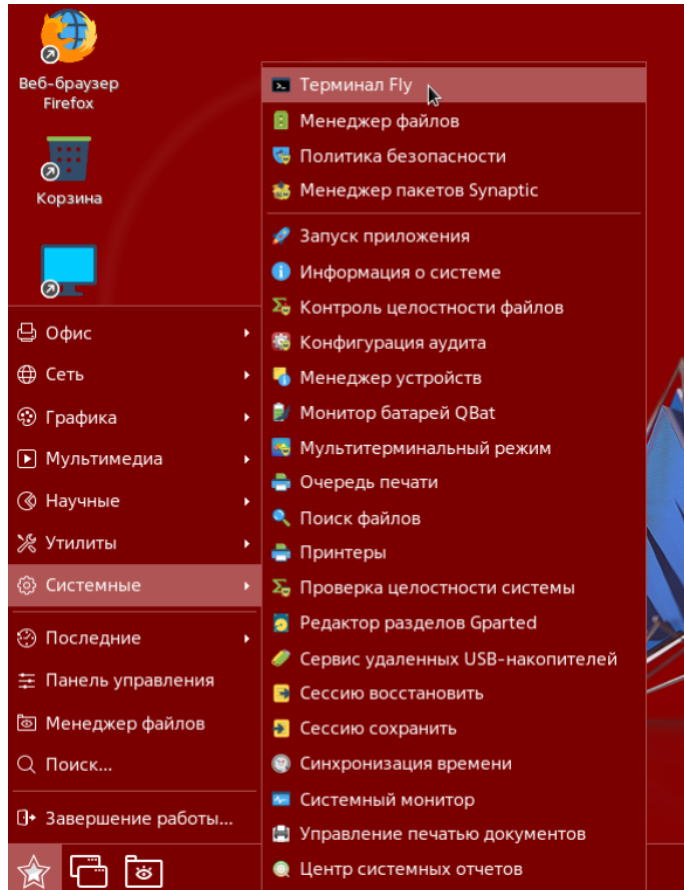 Веб-браузер
Firefox
Корзина
Офис
Сеть
Графика
Мультимедиа
Научные
Утилиты
Системные
Последние
Панель управления
Менеджер файлов
Поиск...
Завершение работы...
Терминал Fly
Менеджер файлов
Политика безопасности
Менеджер пакетов Synaptic
Запуск приложения
Информация о системе
Контроль целостности файлов
Конфигурация аудита
Менеджер устройств
Монитор батарей QBat
Мультитерминальный режим
Очередь печати
Поиск файлов
Принтеры
Проверка целостности системы
Редактор разделов Gparted
Сервис удаленных USB-накопителей
Сессию восстановить
Сессию сохранить
Синхронизация времени
Системный монитор
Управление печатью документов
Центр системных отчетов